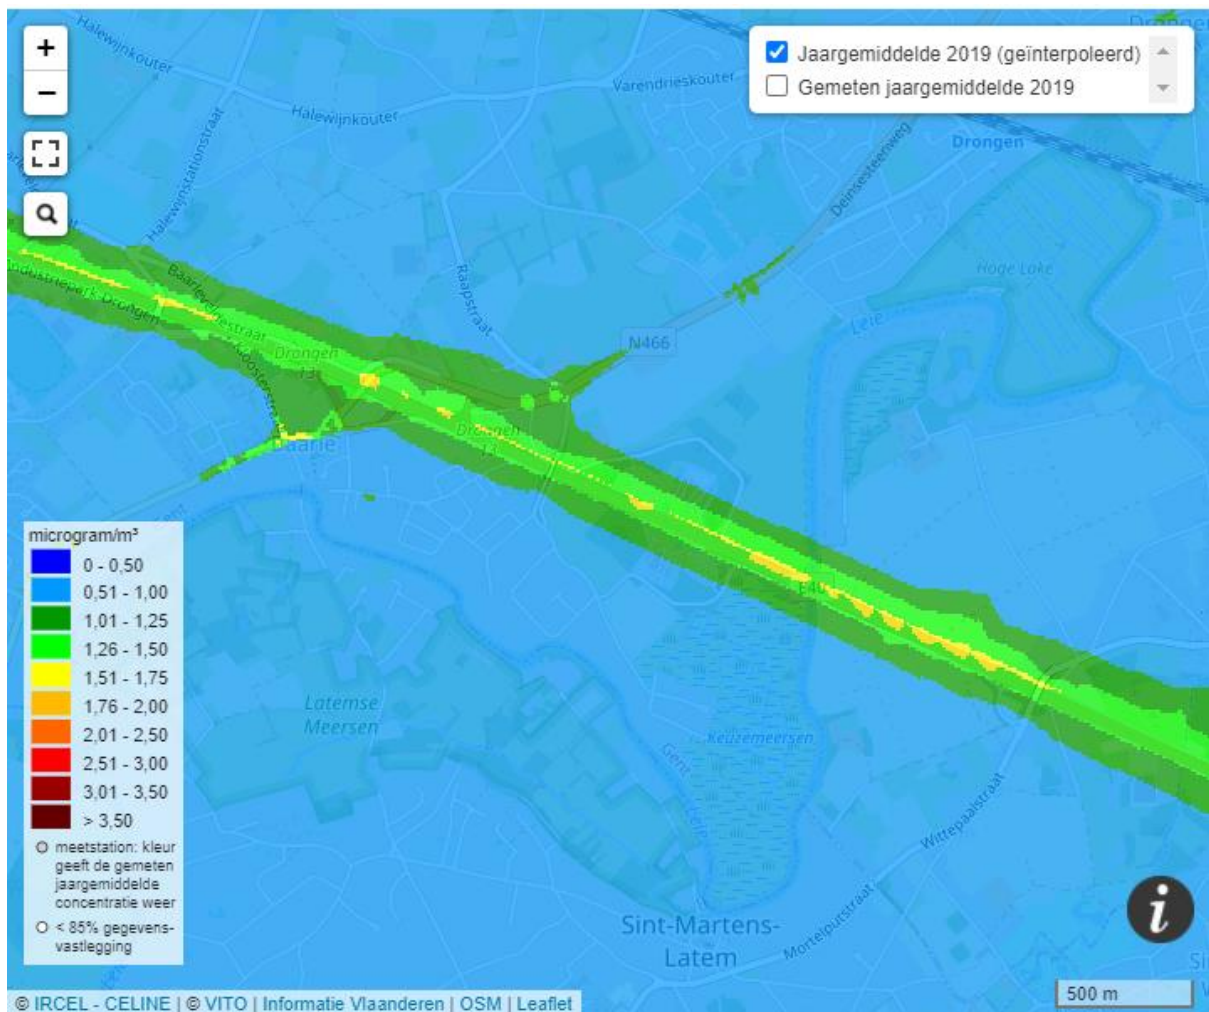 +
−
Halewijnkouter
Halewijnkouter
Varendrieskouter
Jaargemiddelde 2019 (geïnterpoleerd)
Gemeten jaargemiddelde 2019
Drongen
Halewijnstationstraat
Deinsesteenweg
Hoge Lake
Raapstraat
Leie
Industriepark-Drongen
N466
Drongen
13
Drongen
13
Baarle
E40
Latemse
Meersen
Keuzemeersen
Gent
Leie
Wittepaalstraat
Mortelputstraat
Sint-Martens-
Latem
microgram/m³
0 - 0,50
0,51 - 1,00
1,01 - 1,25
1,26 - 1,50
1,51 - 1,75
1,76 - 2,00
2,01 - 2,50
2,51 - 3,00
3,01 - 3,50
> 3,50
meetstation: kleur
geeft de gemeten
jaargemiddelde
concentratie weer
< 85% gegevens-
vastlegging
i
500 m
© IRCEL - CELINE | © VITO | Informatie Vlaanderen | OSM | Leaflet